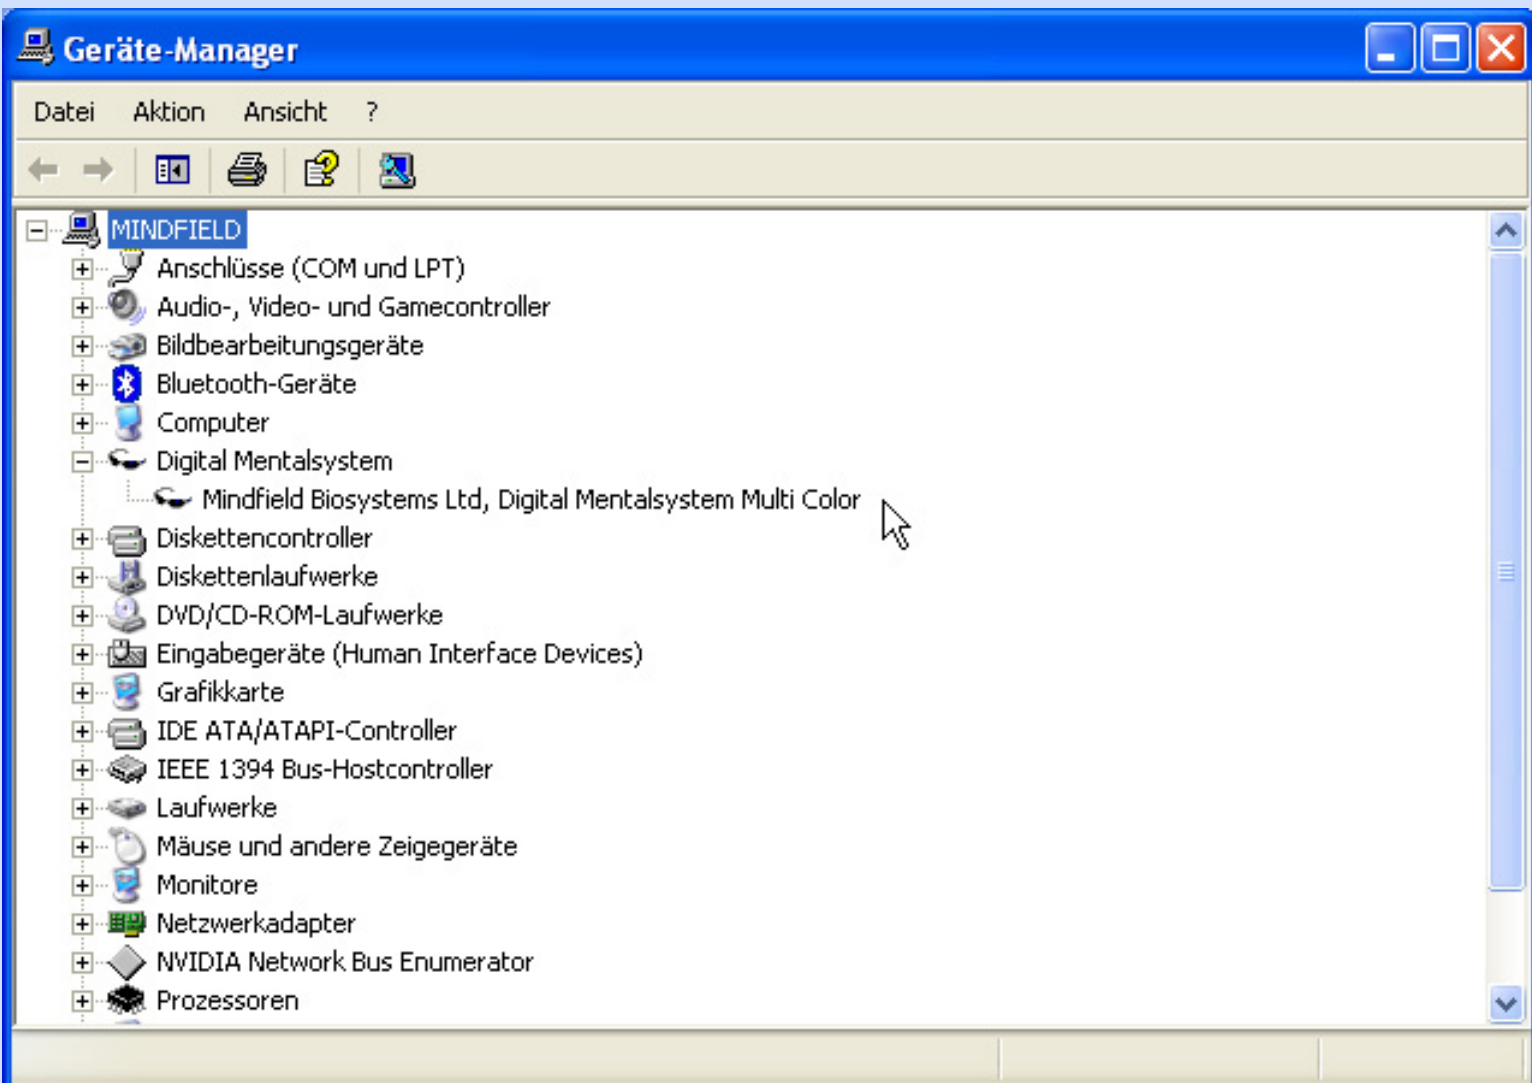 Geräte-Manager
Datei Aktion Ansicht ?
MINDFIELD
Anschlüsse (COM und LPT)
Audio-, Video- und Gamecontroller
Bildbearbeitungsgeräte
Bluetooth-Geräte
Computer
Digital Mentalsystem
Mindfield Biosystems Ltd, Digital Mentalsystem Multi Color
Diskettencontroller
Diskettenlaufwerke
DVD/CD-ROM-Laufwerke
Eingabegeräte (Human Interface Devices)
Grafikkarte
IDE ATA/ATAPI-Controller
IEEE 1394 Bus-Hostcontroller
Laufwerke
Mäuse und andere Zeigegeräte
Monitore
Netzwerkadapter
NVIDIA Network Bus Enumerator
Prozessoren